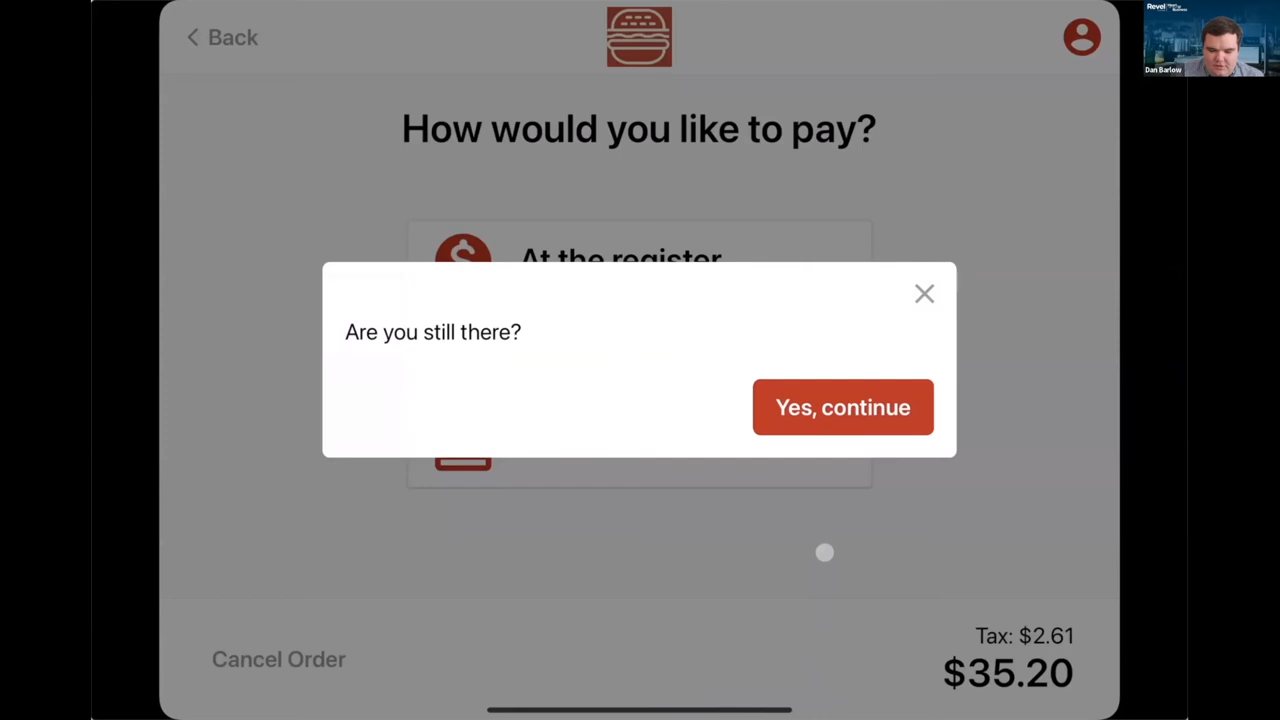 Back
How would you like to pay?
At the register
Are you still there?
Yes, continue
Cancel Order
Tax: $2.61
$35.20
Revel
Dan Barlow